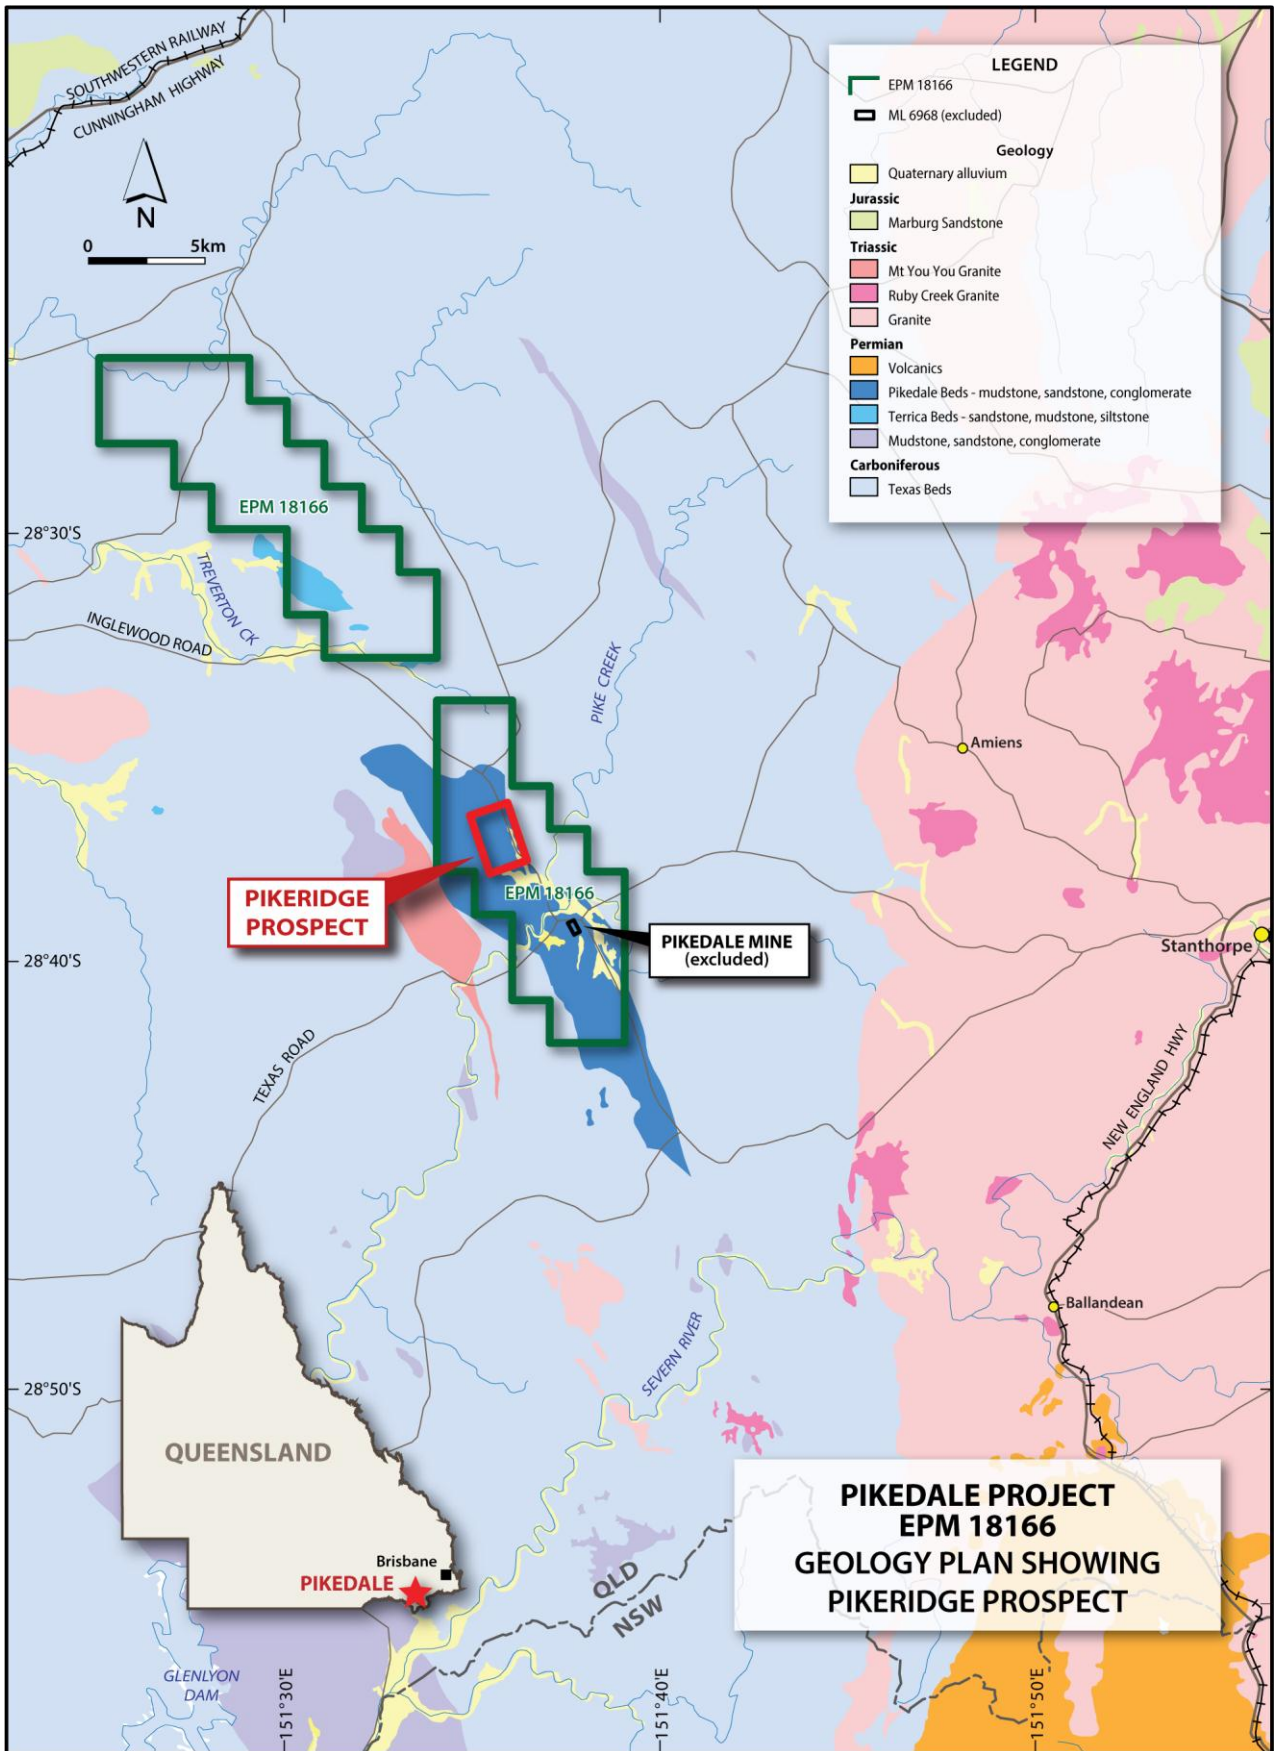 SOUTHWESTERN RAILWAY
CUNNINGHAM HIGHWAY
N
0 5km
LEGEND
EPM 18166
ML 6968 (excluded)
Geology
Quaternary alluvium
Jurassic
Marburg Sandstone
Triassic
Mt You You Granite
Ruby Creek Granite
Granite
Permian
Volcanics
Pikedale Beds - mudstone, sandstone, conglomerate
Terrica Beds - sandstone, mudstone, siltstone
Mudstone, sandstone, conglomerate
Carboniferous
Texas Beds
EPM 18166
28°30'S
TREVERTON CK
INGLEWOOD ROAD
PIKE CREEK
Amiens
PIKERIDGE
PROSPECT
EPM 18166
PIKEDALE MINE
(excluded)
Stanthorpe
28°40'S
TEXAS ROAD
NEW ENGLAND HWY
Ballandean
SEVERN RIVER
28°50'S
QUEENSLAND
Brisbane
PIKEDALE
QLD
NSW
PIKEDALE PROJECT
EPM 18166
GEOLOGY PLAN SHOWING
PIKERIDGE PROSPECT
GLENLYON
DAM
151°30'E
151°40'E
151°50'E